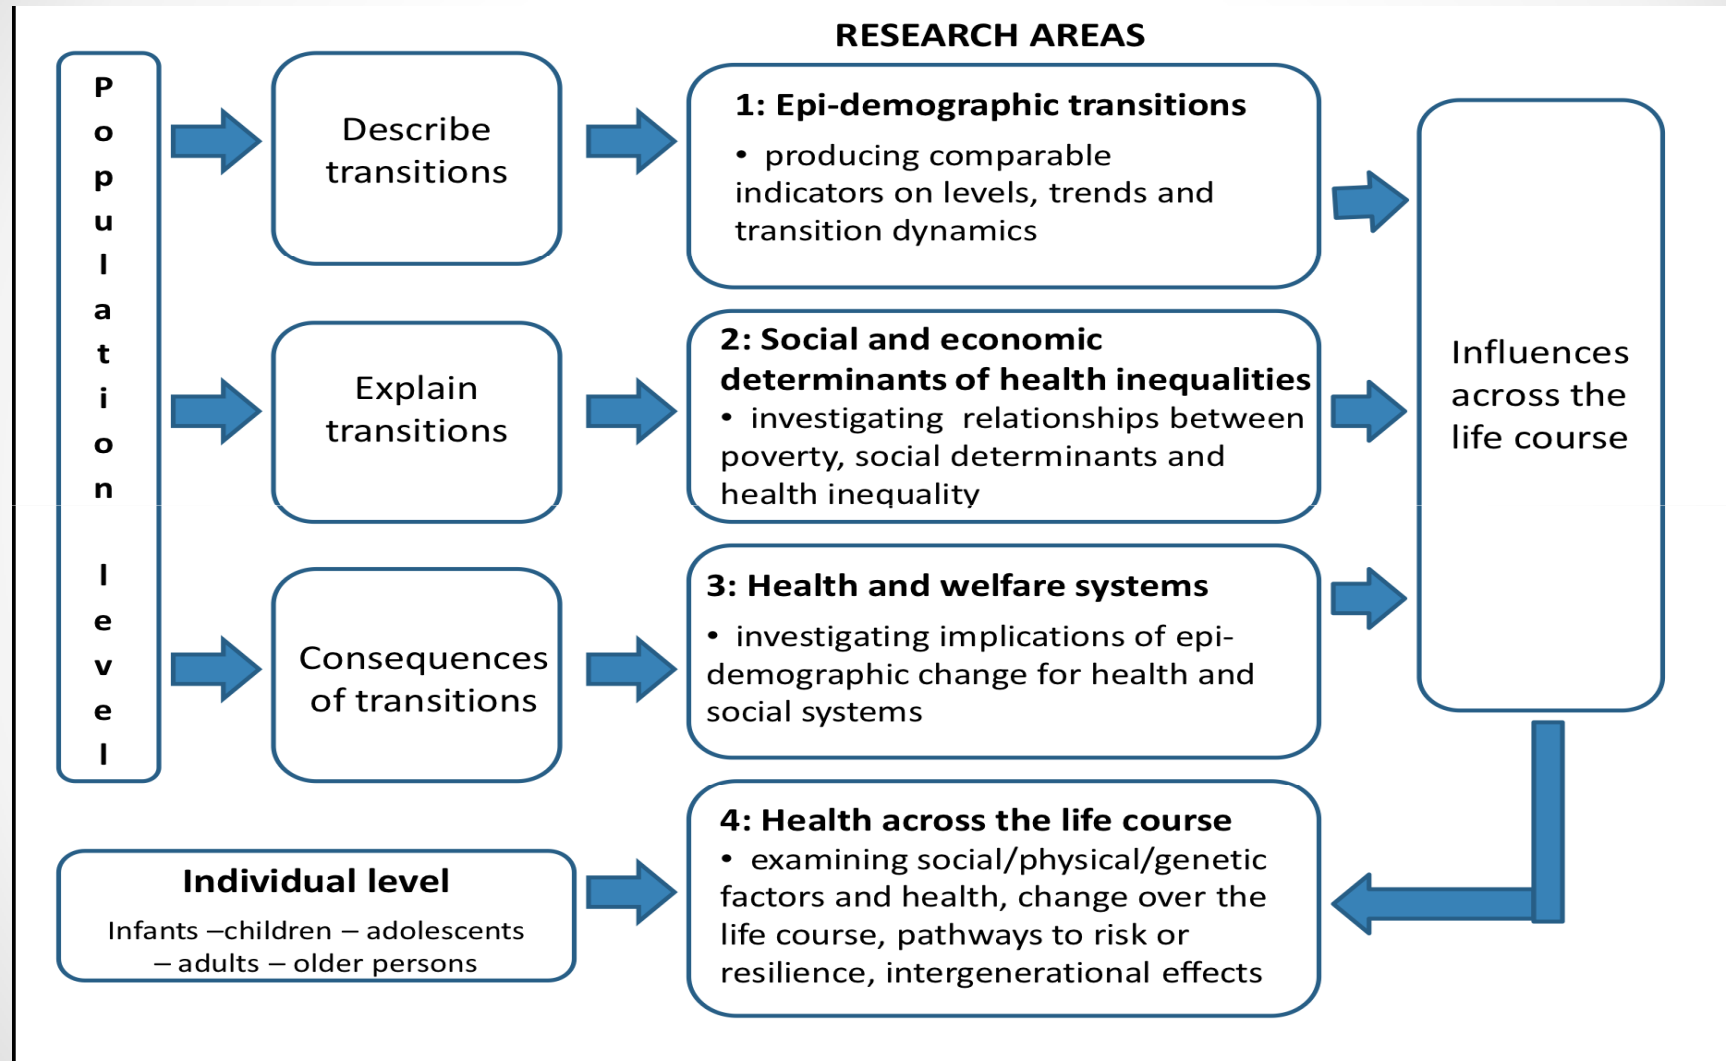 RESEARCH AREAS
Population level
Describe
transitions
1: Epi-demographic transitions
• producing comparable
indicators on levels, trends and
transition dynamics
Explain
transitions
2: Social and economic
determinants of health inequalities
• investigating relationships between
poverty, social determinants and
health inequality
Consequences
of transitions
3: Health and welfare systems
• investigating implications of epi-
demographic change for health and
social systems
Influences
across the
life course
Individual level
Infants –children – adolescents
– adults – older persons
4: Health across the life course
• examining social/physical/genetic
factors and health, change over the
life course, pathways to risk or
resilience, intergenerational effects